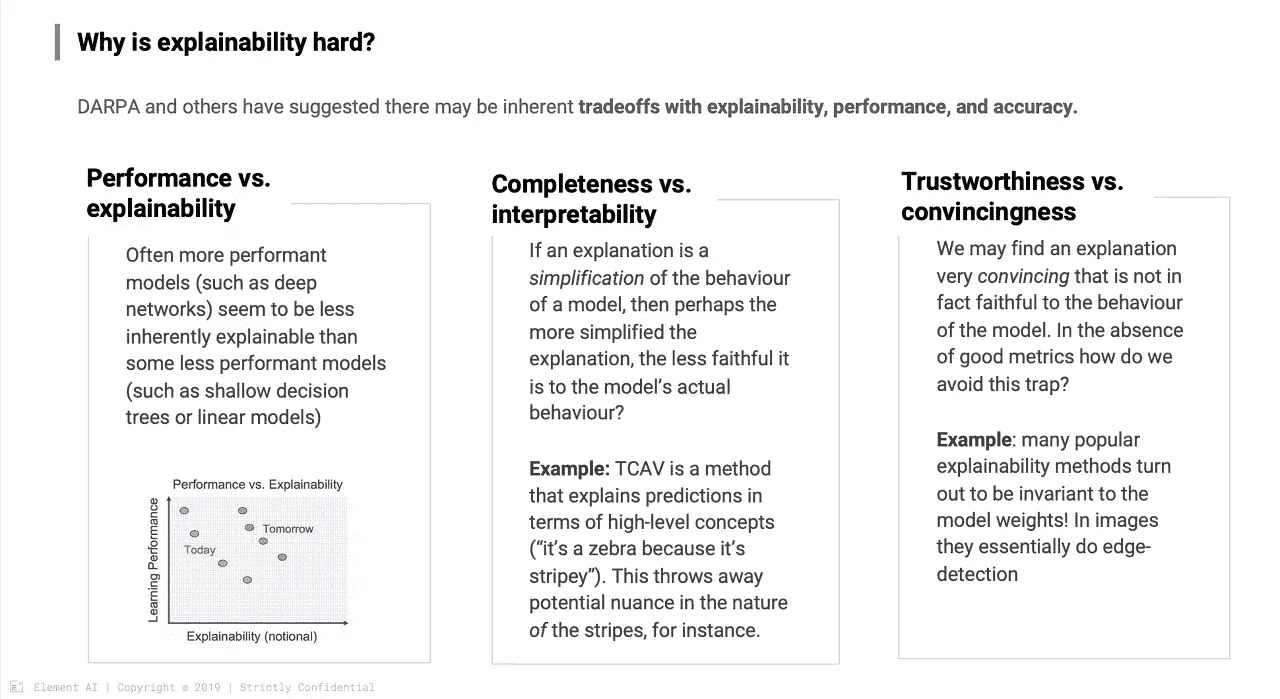 Why is explainability hard?
DARPA and others have suggested there may be inherent tradeoffs with explainability, performance, and accuracy.
Performance vs.
explainability
Often more performant
models (such as deep
networks) seem to be less
inherently explainable than
some less performant models
(such as shallow decision
trees or linear models)
Performance vs. Explainability
Learning Performance
Tomorrow
Today
Explainability (notional)
Completeness vs.
interpretability
If an explanation is a
simplification of the behaviour
of a model, then perhaps the
more simplified the
explanation, the less faithful it
is to the model's actual
behaviour?
Example: TCAV is a method
that explains predictions in
terms of high-level concepts
(“it's a zebra because it's
stripey”). This throws away
potential nuance in the nature
of the stripes, for instance.
Trustworthiness vs.
convincingness
We may find an explanation
very convincing that is not in
fact faithful to the behaviour
of the model. In the absence
of good metrics how do we
avoid this trap?
Example: many popular
explainability methods turn
out to be invariant to the
model weights! In images
they essentially do edge-
detection
Element AI | Copyright © 2019 | Strictly Confidential